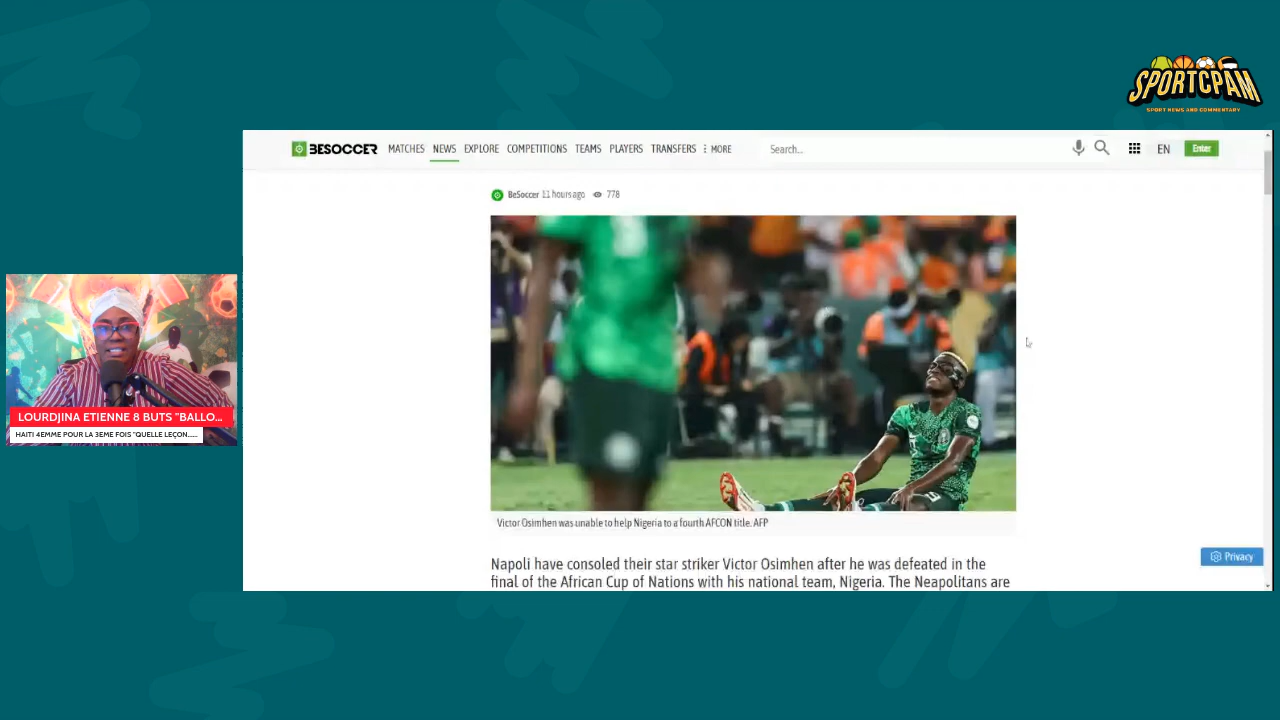 SPORTCPAM
SPORT NEWS AND COMMENTARY
BESOCCER MATCHES NEWS EXPLORE COMPETITIONS TEAMS PLAYERS TRANSFERS MORE Search... EN Enter
BeSoccer 11 hours ago 778
LOURDJINA ETIENNE 8 BUTS "BALLO...
HAITI 4EMME POUR LA 3EME FOIS "QUELLE LEÇON.....
Victor Osimhen was unable to help Nigeria to a fourth AFCON title. AFP
Privacy
Napoli have consoled their star striker Victor Osimhen after he was defeated in the
final of the African Cup of Nations with his national team, Nigeria. The Neapolitans are